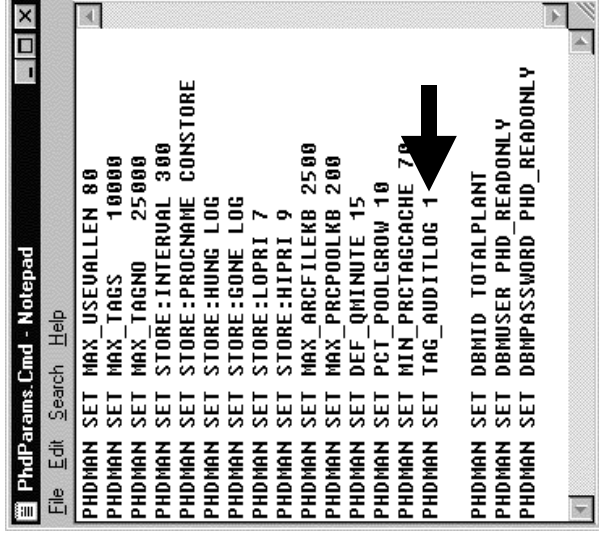 PhdParams.Cmd - Notepad
File Edit Search Help
PHDMAN SET MAX_USEVALLEN 80
PHDMAN SET MAX_TAGS 10000
PHDMAN SET MAX_TAGNO 25000
PHDMAN SET STORE:INTERVAL 300
PHDMAN SET STORE:PROCNAME CONSTORE
PHDMAN SET STORE:HUNG LOG
PHDMAN SET STORE:GONE LOG
PHDMAN SET STORE:LOPRI 7
PHDMAN SET STORE:HIPRI 9
PHDMAN SET MAX_ARCFILEKB 2500
PHDMAN SET MAX_PRCPOOLKB 200
PHDMAN SET DEF_QMINUTE 15
PHDMAN SET PCT_POOLGROW 10
PHDMAN SET MIN_PRCTAGCACHE
PHDMAN SET TAG_AUDITLOG 1
PHDMAN SET DBMID TOTALPLANT
PHDMAN SET DBMUSER PHD_READONLY
PHDMAN SET DBMPASSWORD PHD_READONLY